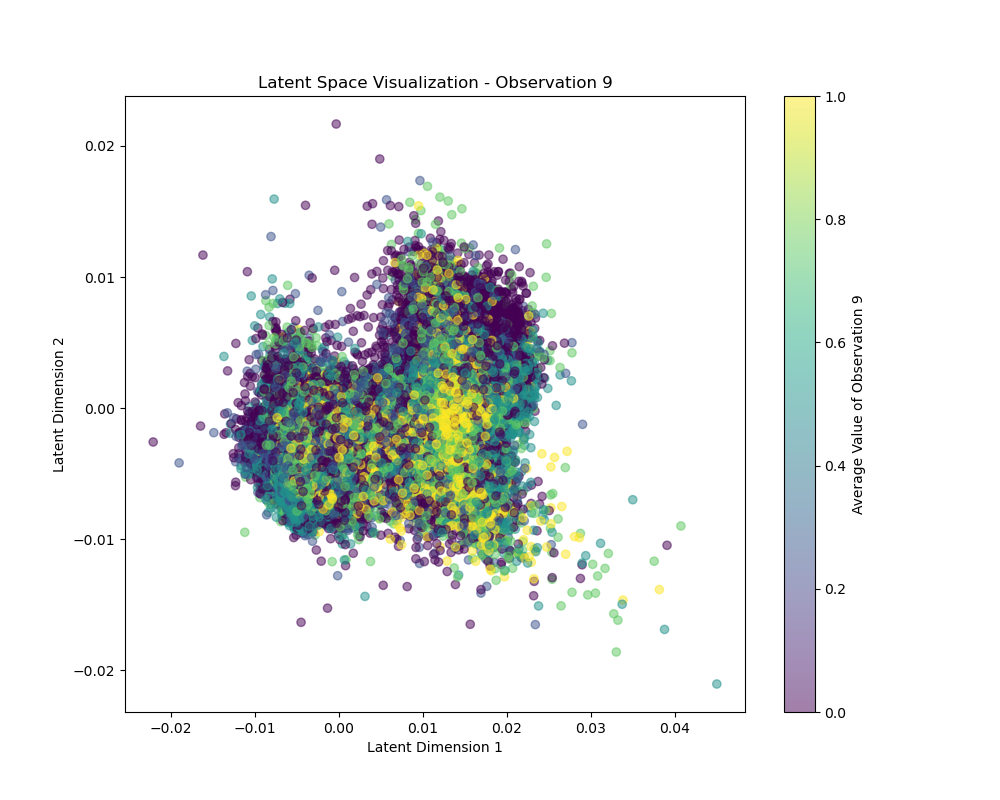 Latent Space Visualization - Observation 9
1.0
0.02
0.8
0.01
Latent Dimension 2
0.6
Average Value of Observation 9
0.00
0.4
−0.01
0.2
−0.02
0.0
−0.02 −0.01 0.00 0.01 0.02 0.03 0.04
Latent Dimension 1